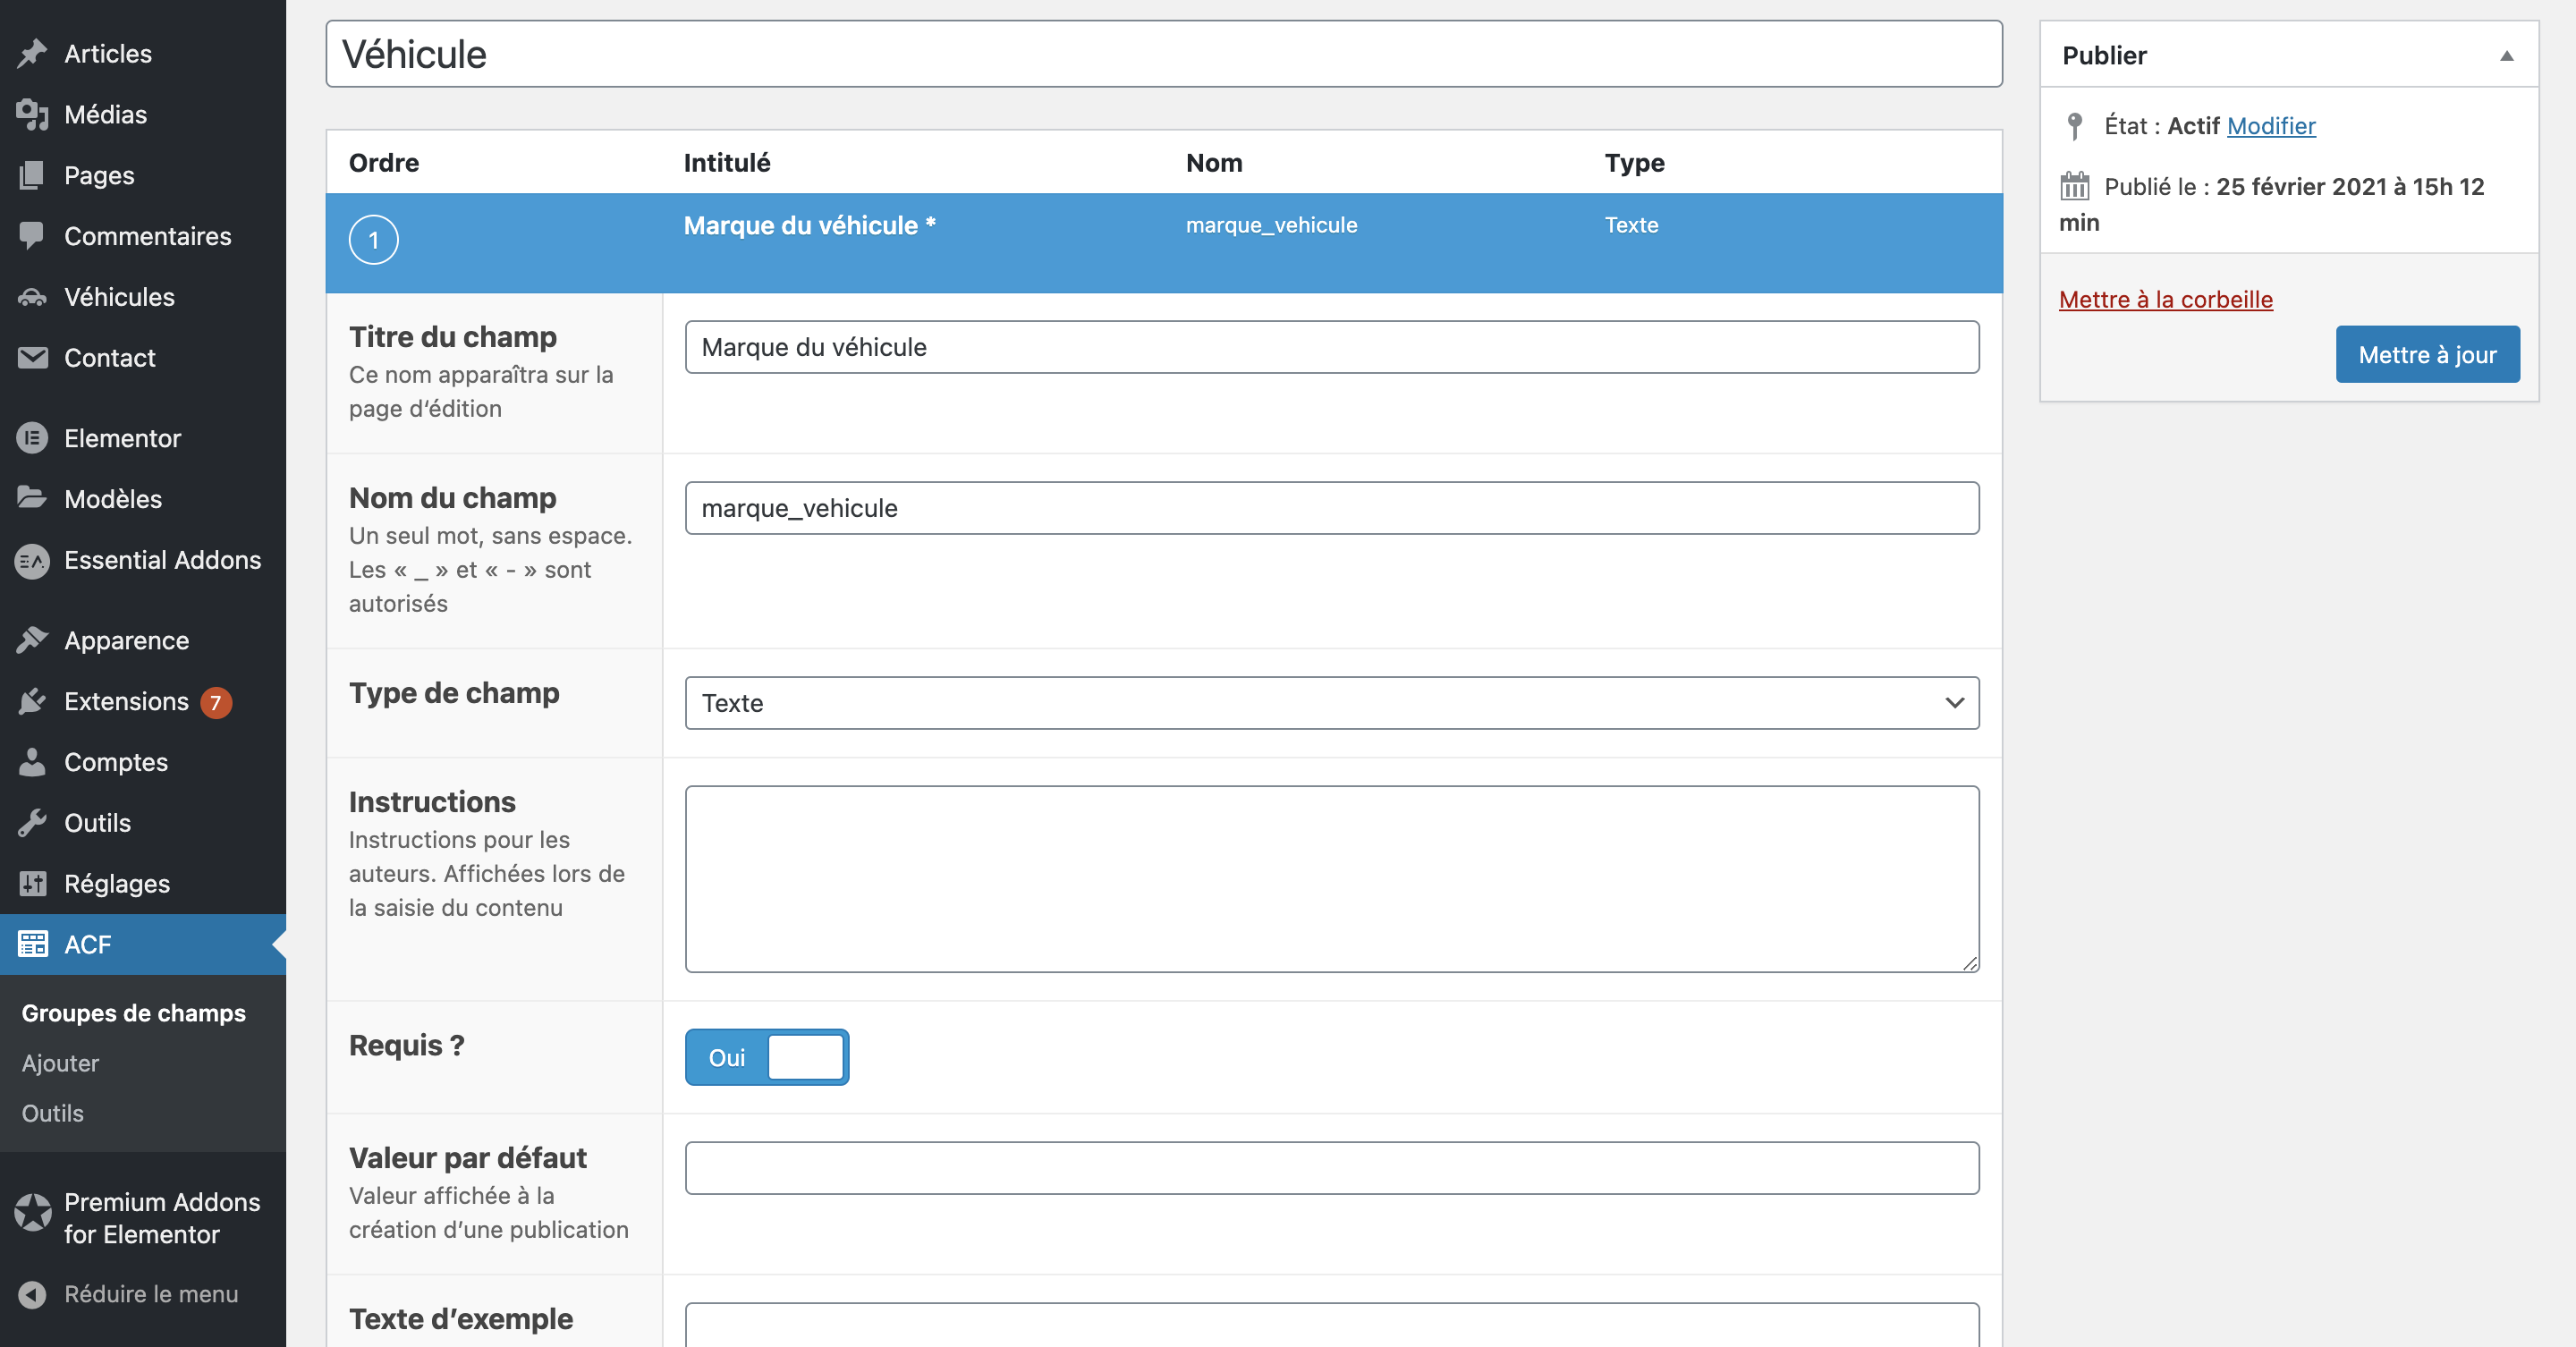 Articles
Médias
Pages
Commentaires
Véhicules
Contact
Elementor
Modèles
Essential Addons
Apparence
Extensions 7
Comptes
Outils
Réglages
ACF
Groupes de champs
Ajouter
Outils
Premium Addons
for Elementor
Réduire le menu
Véhicule
Ordre Intitulé Nom Type
1 Marque du véhicule * marque_vehicule Texte
Titre du champ
Ce nom apparaîtra sur la
page d‘édition
Marque du véhicule
Nom du champ
Un seul mot, sans espace.
Les « _ » et « - » sont
autorisés
marque_vehicule
Type de champ
Texte
Instructions
Instructions pour les
auteurs. Affichées lors de
la saisie du contenu
Requis ?
Oui
Valeur par défaut
Valeur affichée à la
création d’une publication
Texte d’exemple
Publier
État : Actif Modifier
Publié le : 25 février 2021 à 15h 12
min
Mettre à la corbeille
Mettre à jour